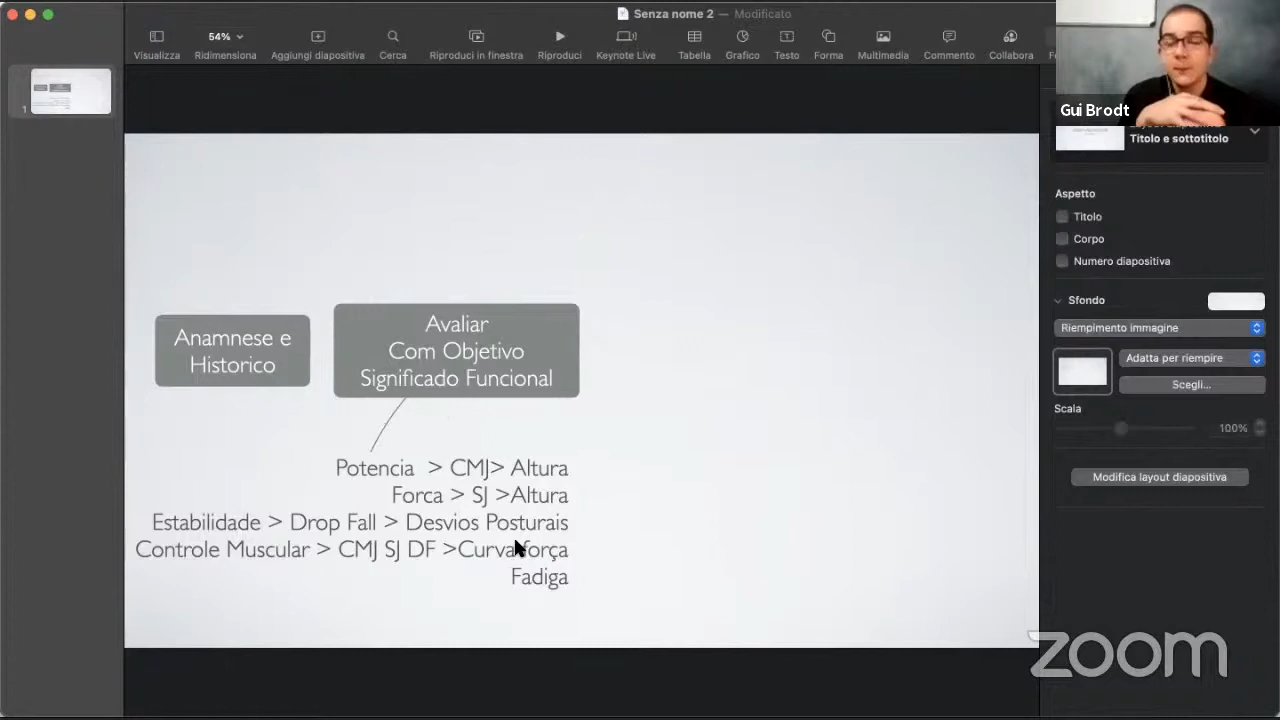 Senza nome 2 — Modificato
54%
Visualizza
Ridimensiona
Aggiungi diapositiva
Cerca
Riproduci in finestra
Riproduci
Keynote Live
Tabella
Grafico
Testo
Forma
Multimedia
Commento
Collabora
Gui Brodt
Titolo e sottotitolo
1
Aspetto
Titolo
Corpo
Numero diapositiva
Sfondo
Riempimento immagine
Adatta per riempire
Scegli...
Scala
100%
Modifica layout diapositiva
Anamnese e
Historico
Avaliar
Com Objetivo
Significado Funcional
Potencia > CMJ> Altura
Forca > SJ >Altura
Estabilidade > Drop Fall > Desvios Posturais
Controle Muscular > CMJ SJ DF >Curva força
Fadiga
zoom